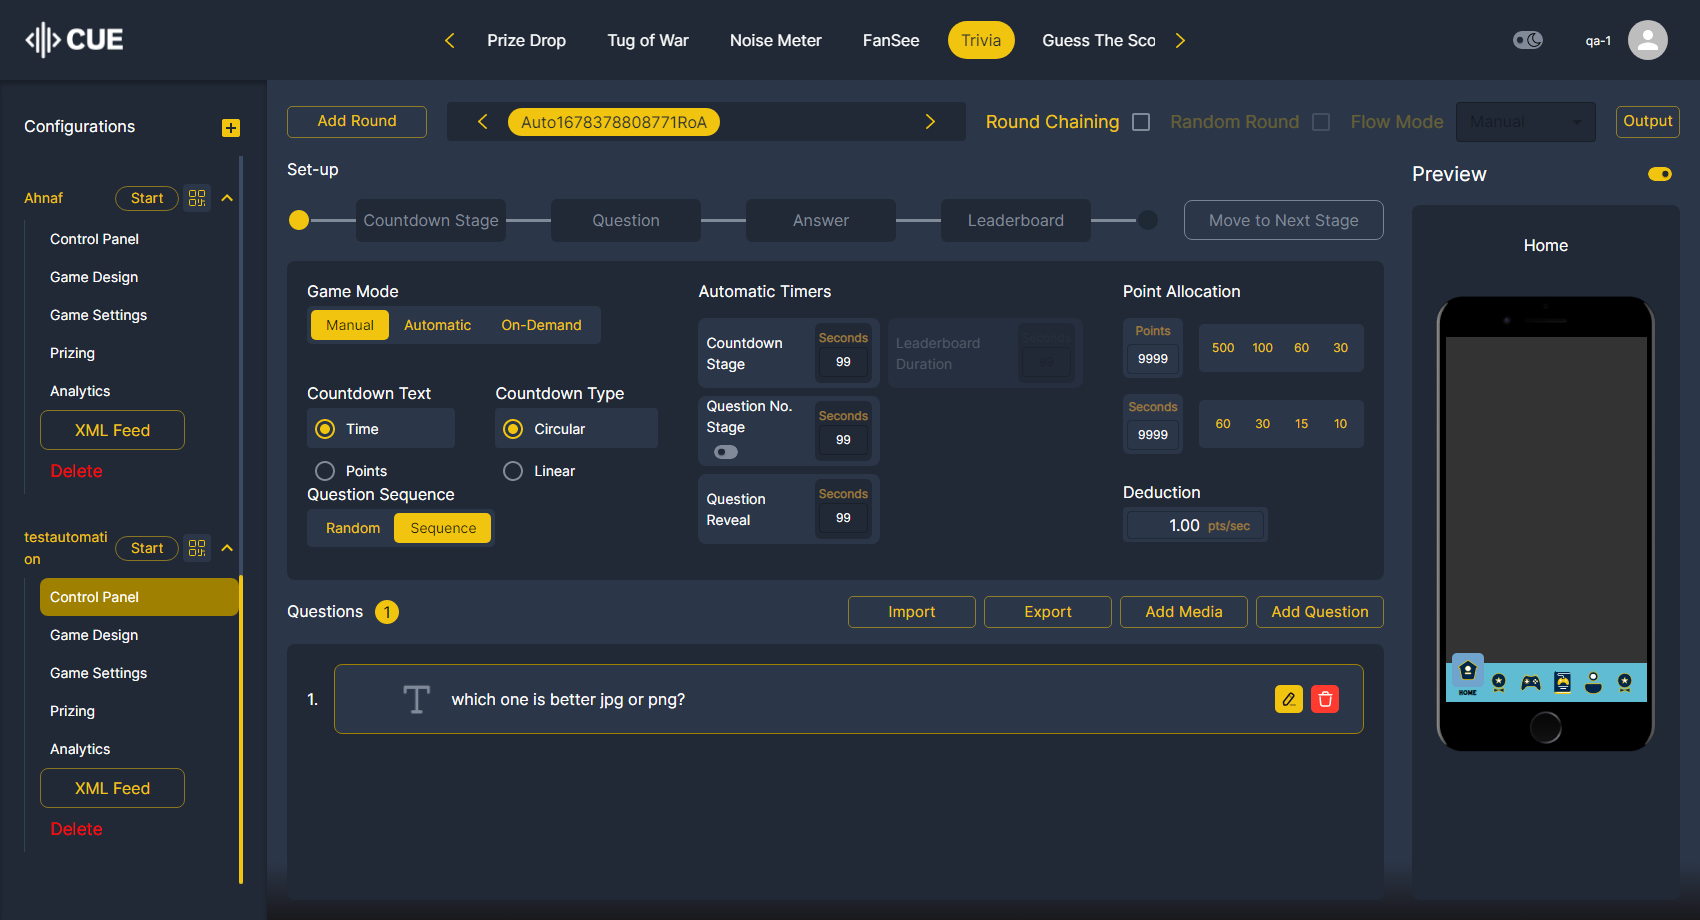 CUE
Prize Drop
Tug of War
Noise Meter
FanSee
Trivia
Guess The Sco
qa-1
Configurations
Ahnaf
Start
Control Panel
Game Design
Game Settings
Prizing
Analytics
XML Feed
Delete
testautomati
on
Start
Control Panel
Game Design
Game Settings
Prizing
Analytics
XML Feed
Delete
Add Round
Auto1678378808771RoA
Round Chaining
Random Round
Flow Mode
Manual
Output
Set-up
Countdown Stage
Question
Answer
Leaderboard
Move to Next Stage
Game Mode
Manual
Automatic
On-Demand
Countdown Text
Time
Points
Countdown Type
Circular
Linear
Question Sequence
Random
Sequence
Automatic Timers
Countdown
Stage
Seconds
99
Leaderboard
Duration
Seconds
Question No.
Stage
Seconds
99
Question
Reveal
Seconds
99
Point Allocation
Points
9999
500
100
60
30
Seconds
9999
60
30
15
10
Deduction
1.00 pts/sec
Questions 1
Import
Export
Add Media
Add Question
1.
which one is better jpg or png?
Preview
Home
HOME